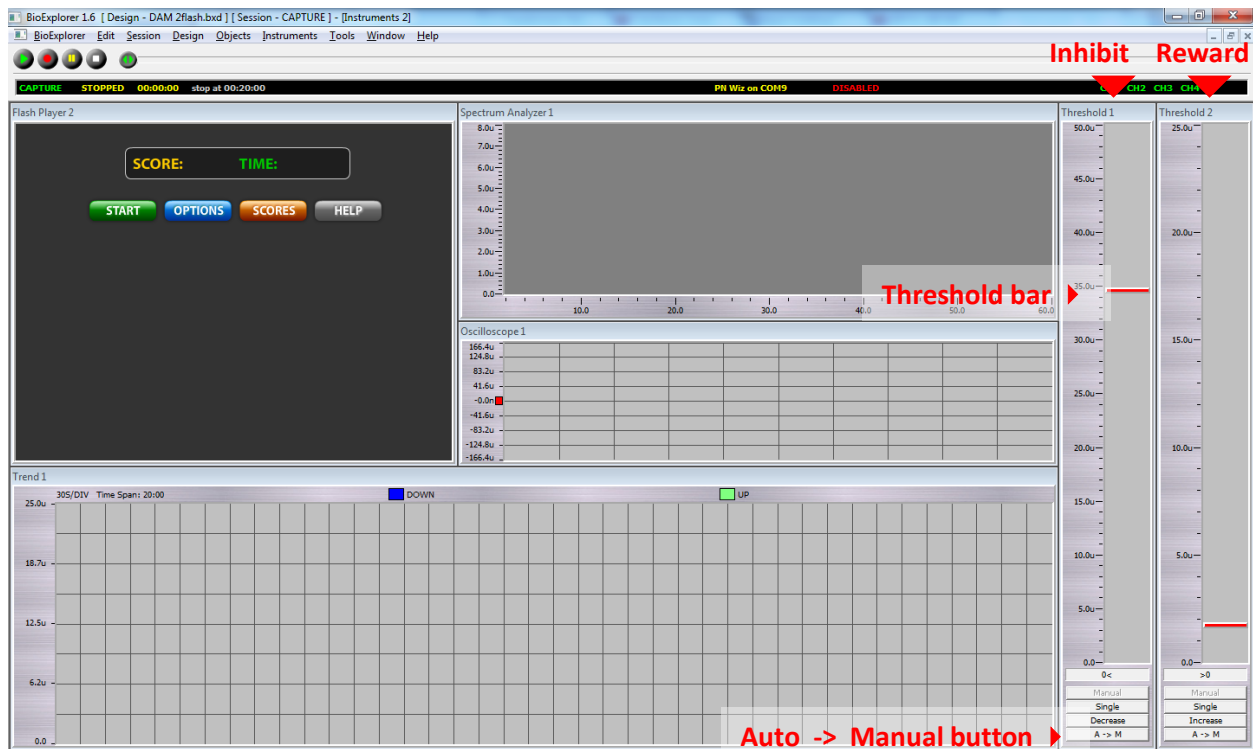 BioExplorer 1.6 [ Design - DAM 2flash.bxd ] [ Session - CAPTURE ] - [Instruments 2]
BioExplorer Edit Session Design Objects Instruments Tools Window Help
Inhibit Reward
CAPTURE STOPPED 00:00:00 stop at 00:20:00 PN Wiz on COM9 DISABLED CH2 CH3 CH4
Flash Player 2
SCORE: TIME:
START OPTIONS SCORES HELP
Spectrum Analyzer 1
8.0u
7.0u
6.0u
5.0u
4.0u
3.0u
2.0u
1.0u
0.0
10.0 20.0 30.0 40.0 50.0 60.0
Threshold bar
Oscilloscope 1
166.4u
124.8u
83.2u
41.6u
-0.0n
-41.6u
-83.2u
-124.8u
-166.4u
Trend 1
30S/DIV Time Span: 20:00 DOWN UP
25.0u
18.7u
12.5u
6.2u
0.0
Threshold 1
50.0u
45.0u
40.0u
35.0u
30.0u
25.0u
20.0u
15.0u
10.0u
5.0u
0.0
0<
Manual
Single
Decrease
A -> M
Threshold 2
25.0u
20.0u
15.0u
10.0u
5.0u
0.0
>0
Manual
Single
Increase
A -> M
Auto -> Manual button